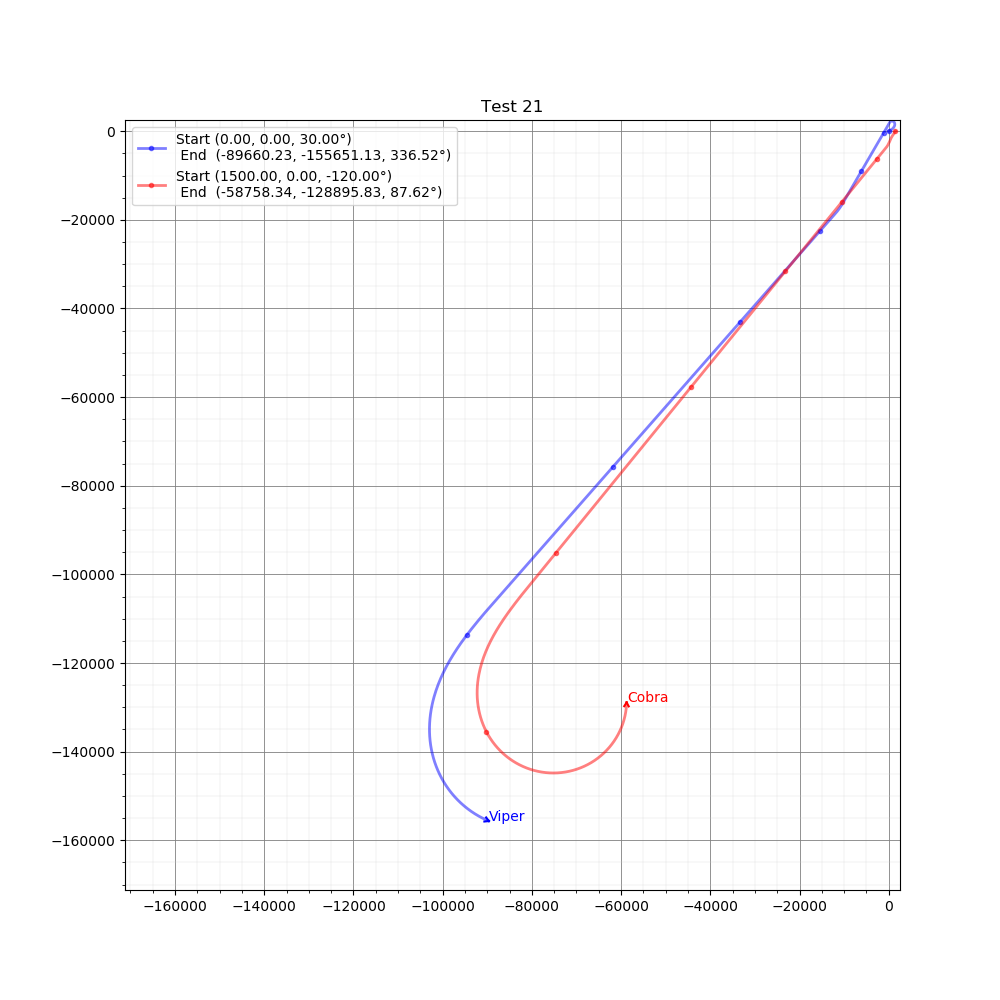 Test 21
Start (0.00, 0.00, 30.00°)
End (-89660.23, -155651.13, 336.52°)
Start (1500.00, 0.00, -120.00°)
End (-58758.34, -128895.83, 87.62°)
0
−20000
−40000
−60000
−80000
−100000
−120000
−140000
−160000
Cobra
Viper
−160000 −140000 −120000 −100000 −80000 −60000 −40000 −20000 0